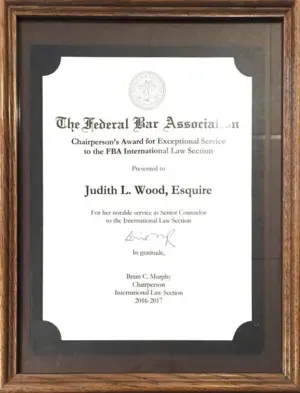 The Federal Bar Association
Chairperson's Award for Exceptional Service
to the FBA International Law Section
Presented to
Judith L. Wood, Esquire
For her notable service as Senior Counselor
to the International Law Section
In gratitude,
Brian C. Murphy
Chairperson
International Law Section
2016-2017